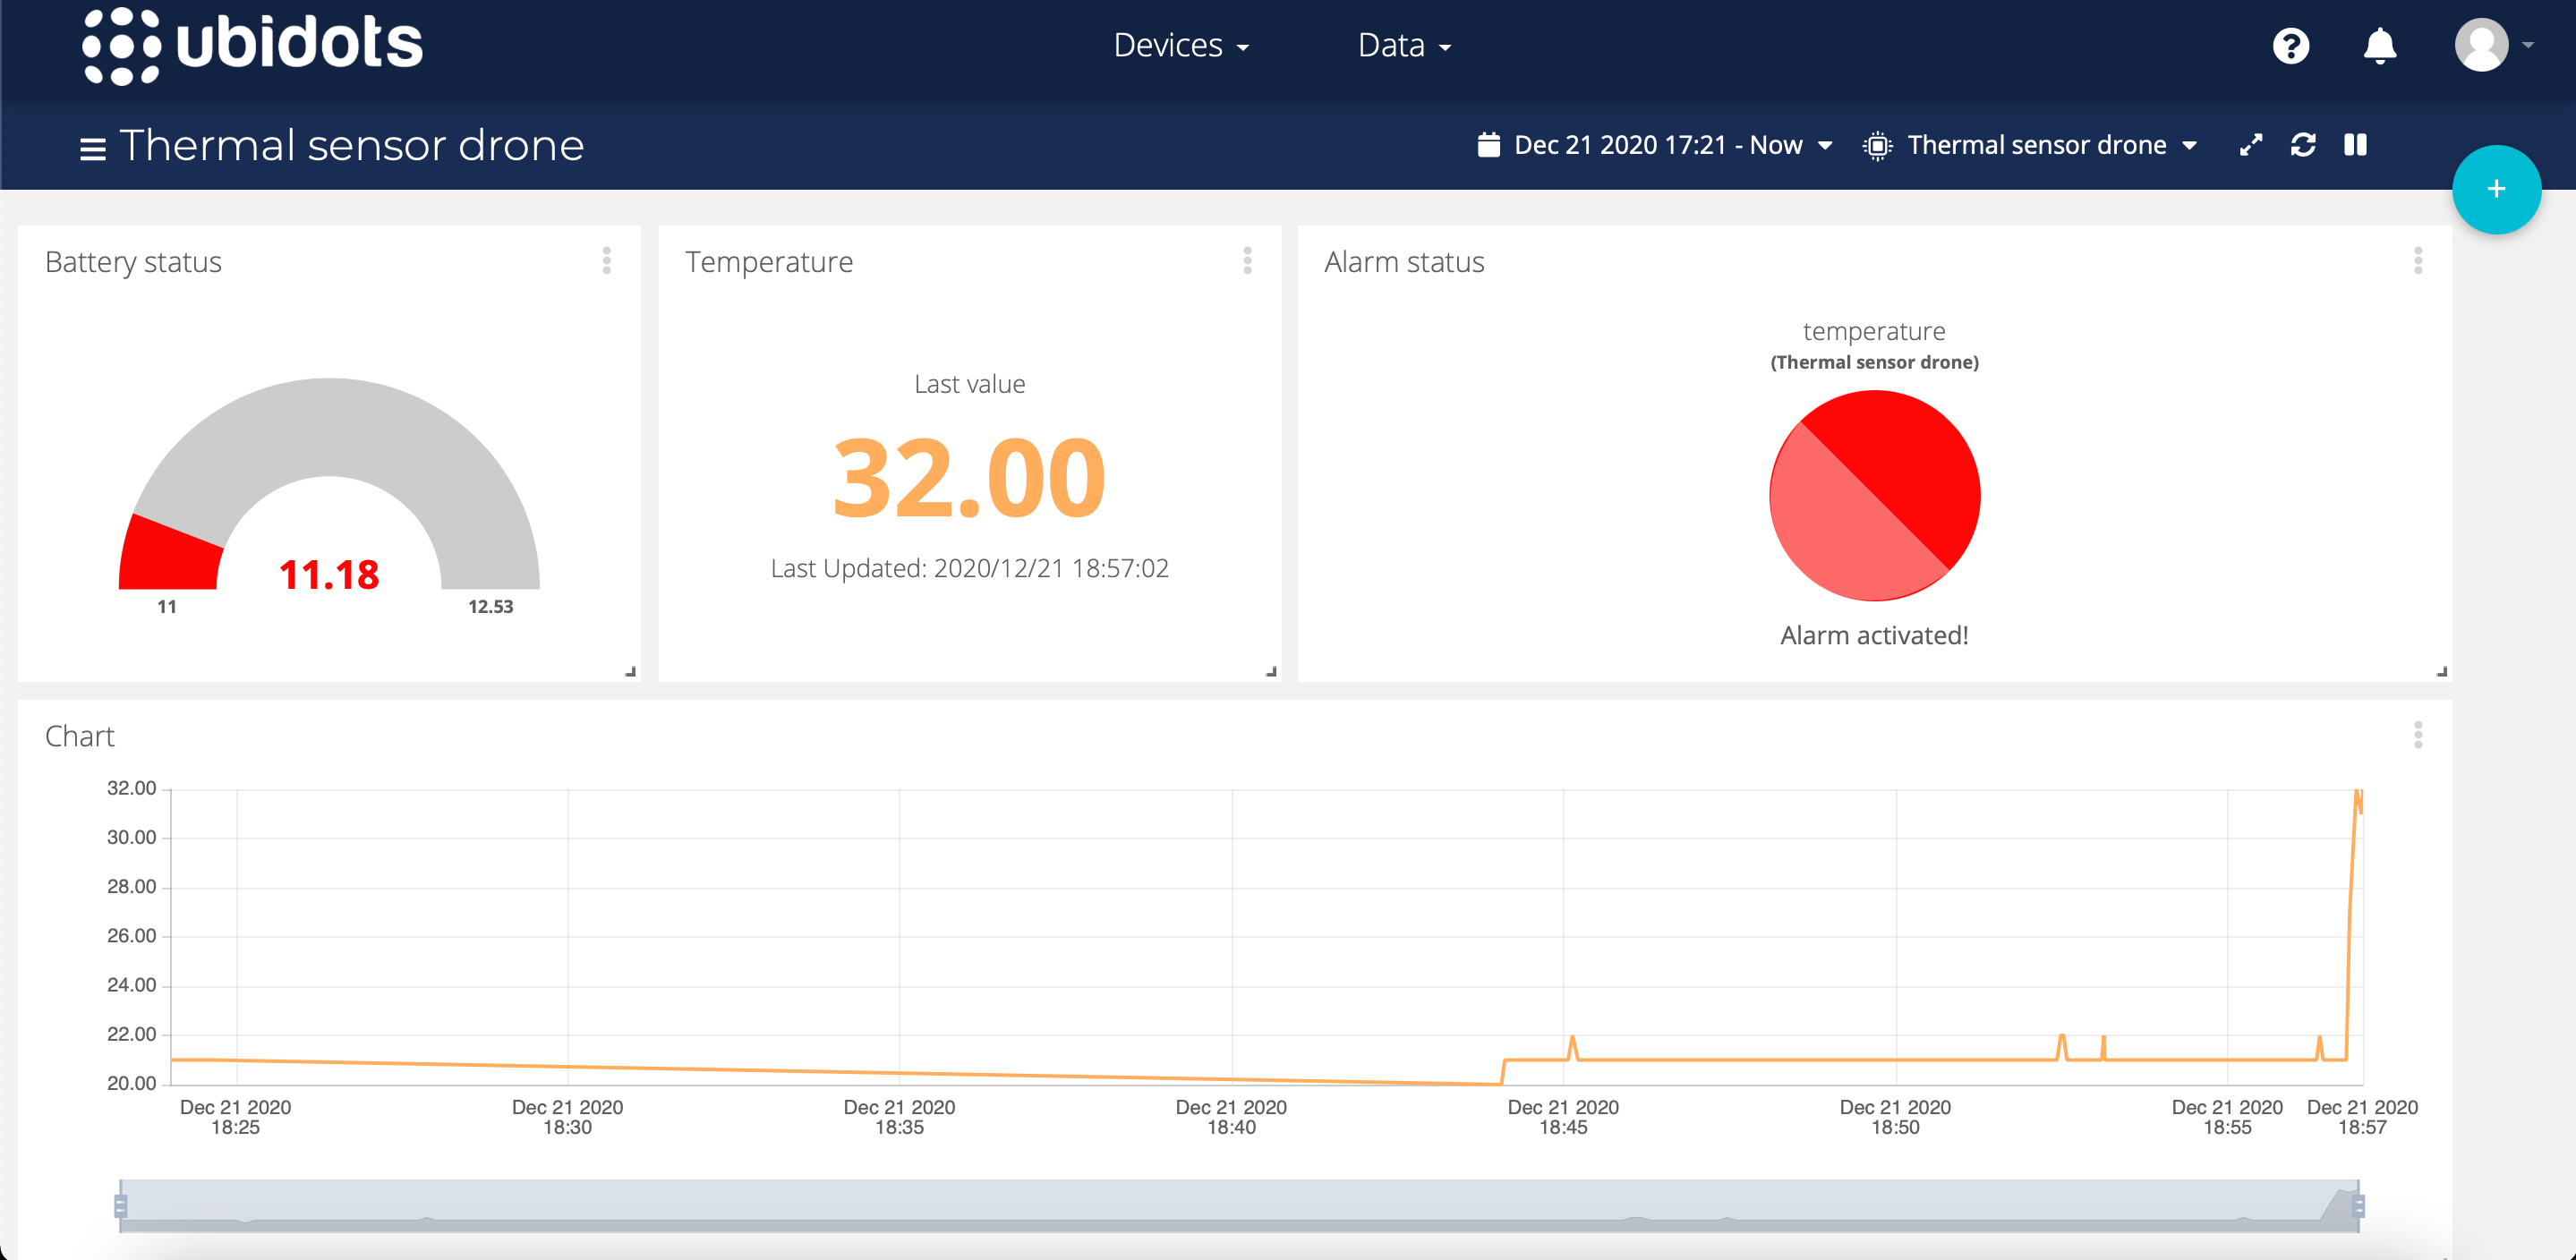 ubidots
Devices
Data
Thermal sensor drone
Dec 21 2020 17:21 - Now
Thermal sensor drone
+
Battery status
11.18
11
12.53
Temperature
Last value
32.00
Last Updated: 2020/12/21 18:57:02
Alarm status
temperature
(Thermal sensor drone)
Alarm activated!
Chart
32.00
30.00
28.00
26.00
24.00
22.00
20.00
Dec 21 2020
18:25
Dec 21 2020
18:30
Dec 21 2020
18:35
Dec 21 2020
18:40
Dec 21 2020
18:45
Dec 21 2020
18:50
Dec 21 2020
18:55
Dec 21 2020
18:57